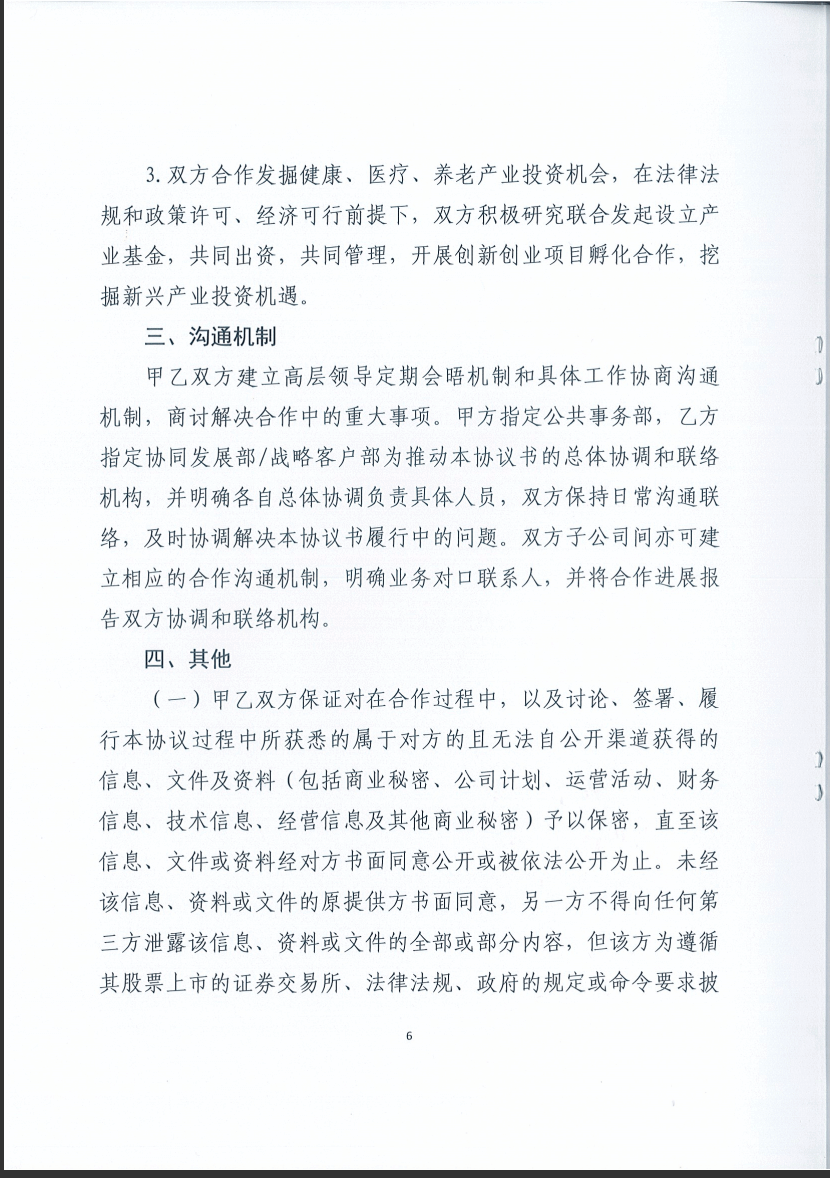 3.双方合作发掘健康、医疗、养老产业投资机会，在法律法
规和政策许可、经济可行前提下，双方积极研究联合发起设立产
业基金，共同出资，共同管理，开展创新创业项目孵化合作，挖
掘新兴产业投资机遇。
三、沟通机制
甲乙双方建立高层领导定期会晤机制和具体工作协商沟通
机制，商讨解决合作中的重大事项。甲方指定公共事务部，乙方
指定协同发展部/战略客户部为推动本协议书的总体协调和联络
机构，并明确各自总体协调负责具体人员，双方保持日常沟通联
络，及时协调解决本协议书履行中的问题。双方子公司间亦可建
立相应的合作沟通机制，明确业务对口联系人，并将合作进展报
告双方协调和联络机构。
四、其他
（一）甲乙双方保证对在合作过程中，以及讨论、签署、履
行本协议过程中所获悉的属于对方的且无法自公开渠道获得的
信息、文件及资料（包括商业秘密、公司计划、运营活动、财务
信息、技术信息、经营信息及其他商业秘密）予以保密，直至该
信息、文件或资料经对方书面同意公开或被依法公开为止。未经
该信息、资料或文件的原提供方书面同意，另一方不得向任何第
三方泄露该信息、资料或文件的全部或部分内容，但该方为遵循
其股票上市的证券交易所、法律法规、政府的规定或命令要求披
6